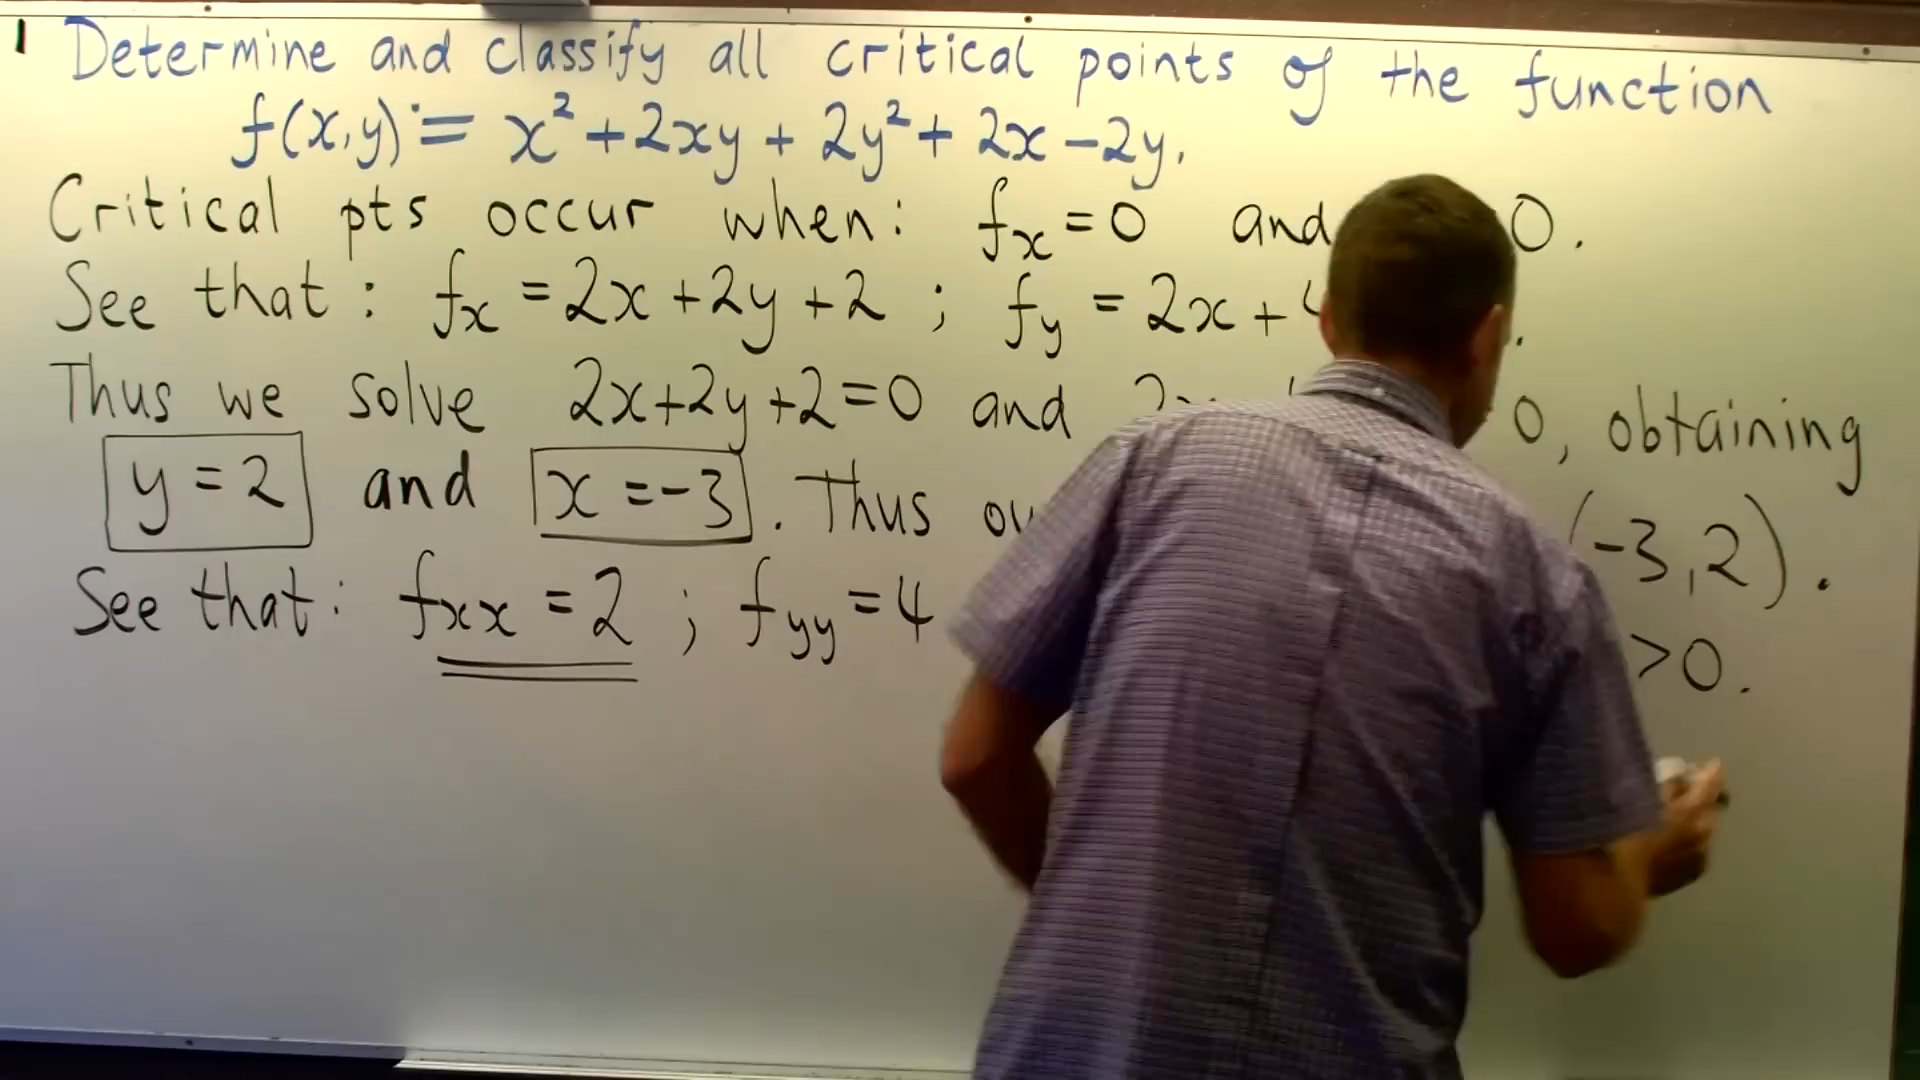 1 Determine and classify all critical points of the function
f(x,y) := x² + 2xy + 2y² + 2x - 2y.
Critical pts occur when: fx = 0 and 0.
See that: fx = 2x + 2y + 2 ; fy = 2x + .
Thus we solve 2x + 2y + 2 = 0 and 0, obtaining
y = 2 and x = -3 . Thus (-3, 2).
See that: fxx = 2 ; fyy = 4 > 0.